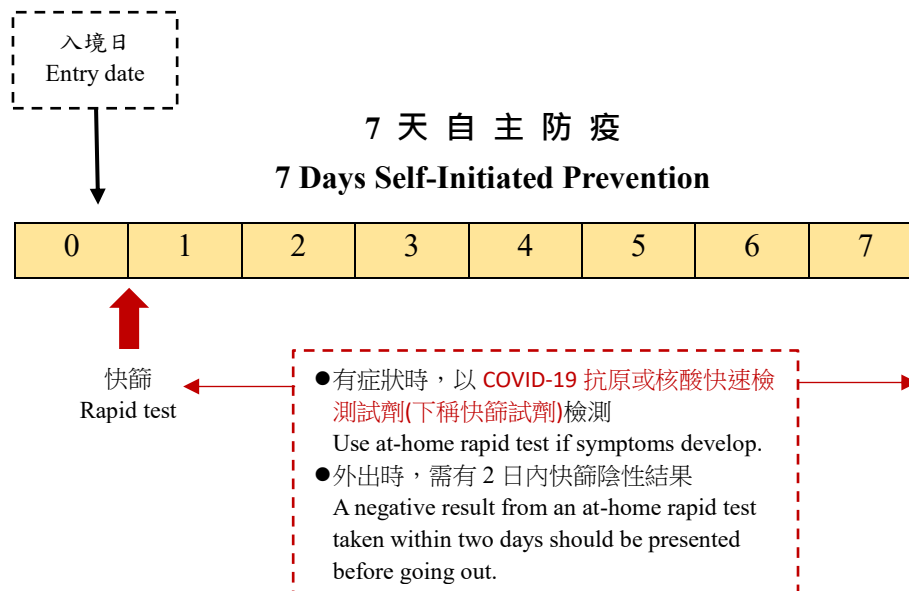 入境日
Entry date
7 天 自 主 防 疫
7 Days Self-Initiated Prevention
0 1 2 3 4 5 6 7
快篩
Rapid test
●有症狀時，以 COVID-19 抗原或核酸快速檢
測試劑(下稱快篩試劑)檢測
Use at-home rapid test if symptoms develop.
●外出時，需有 2 日內快篩陰性結果
A negative result from an at-home rapid test
taken within two days should be presented
before going out.